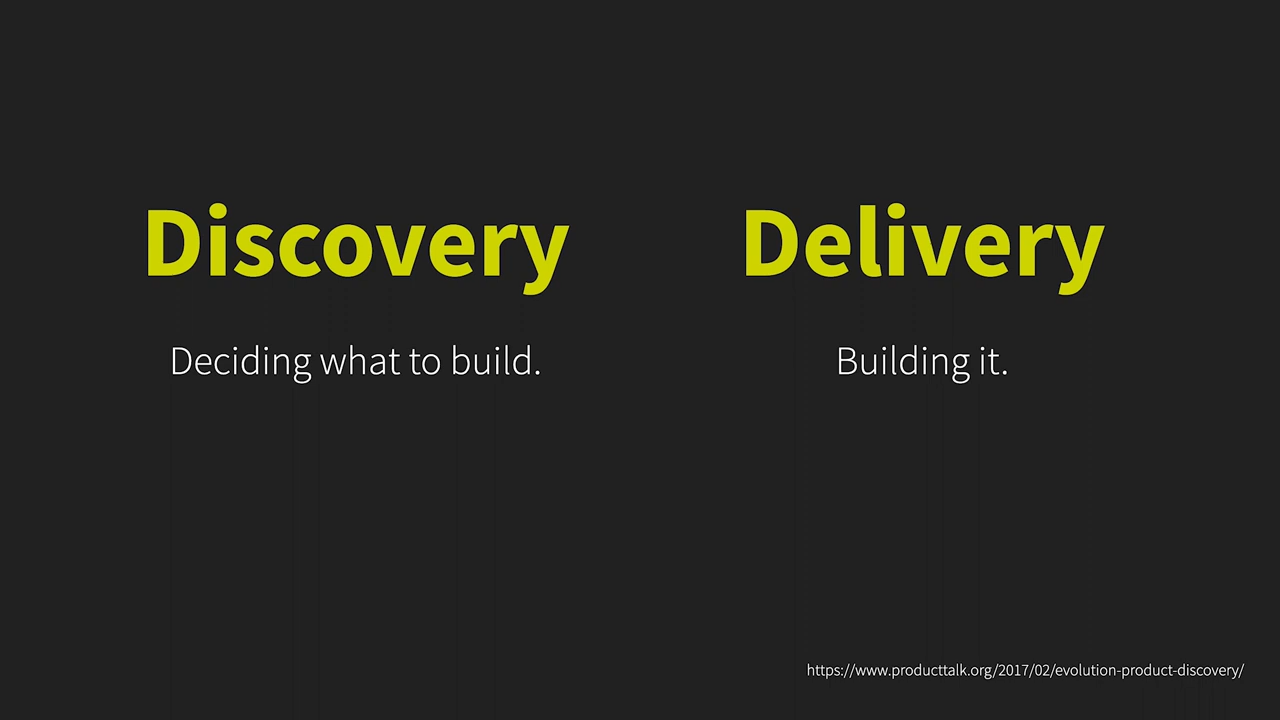 Discovery
Delivery
Deciding what to build.
Building it.
https://www.producttalk.org/2017/02/evolution-product-discovery/